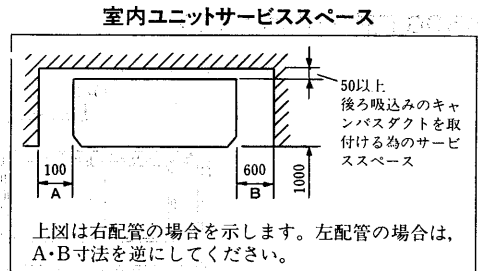 室内ユニットサービススペース
50以上
後ろ吸込みのキャ
ンバスダクトを取
付ける為のサービ
ススペース
100
A
600
B
1000
上図は右配管の場合を示します。左配管の場合は,
A・B寸法を逆にしてください。